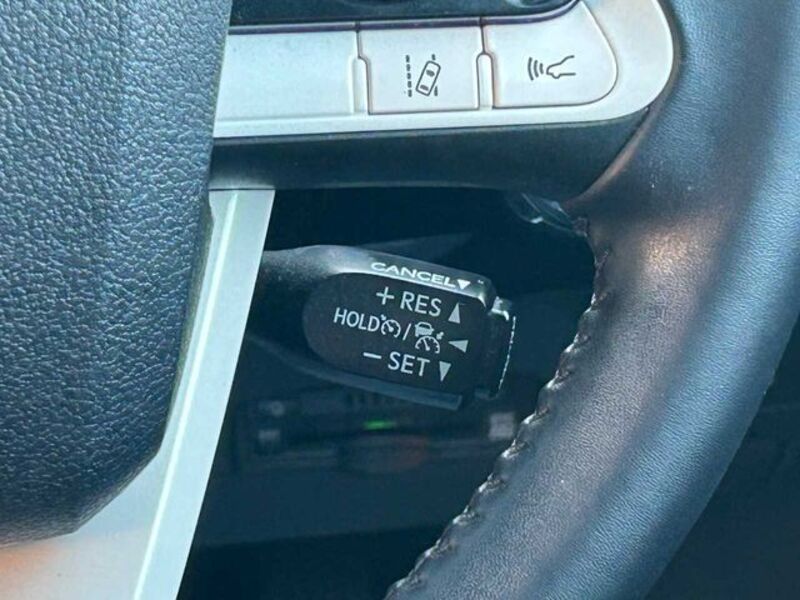 CANCEL▼
+ RES ▲
HOLD / ◀
− SET ▼